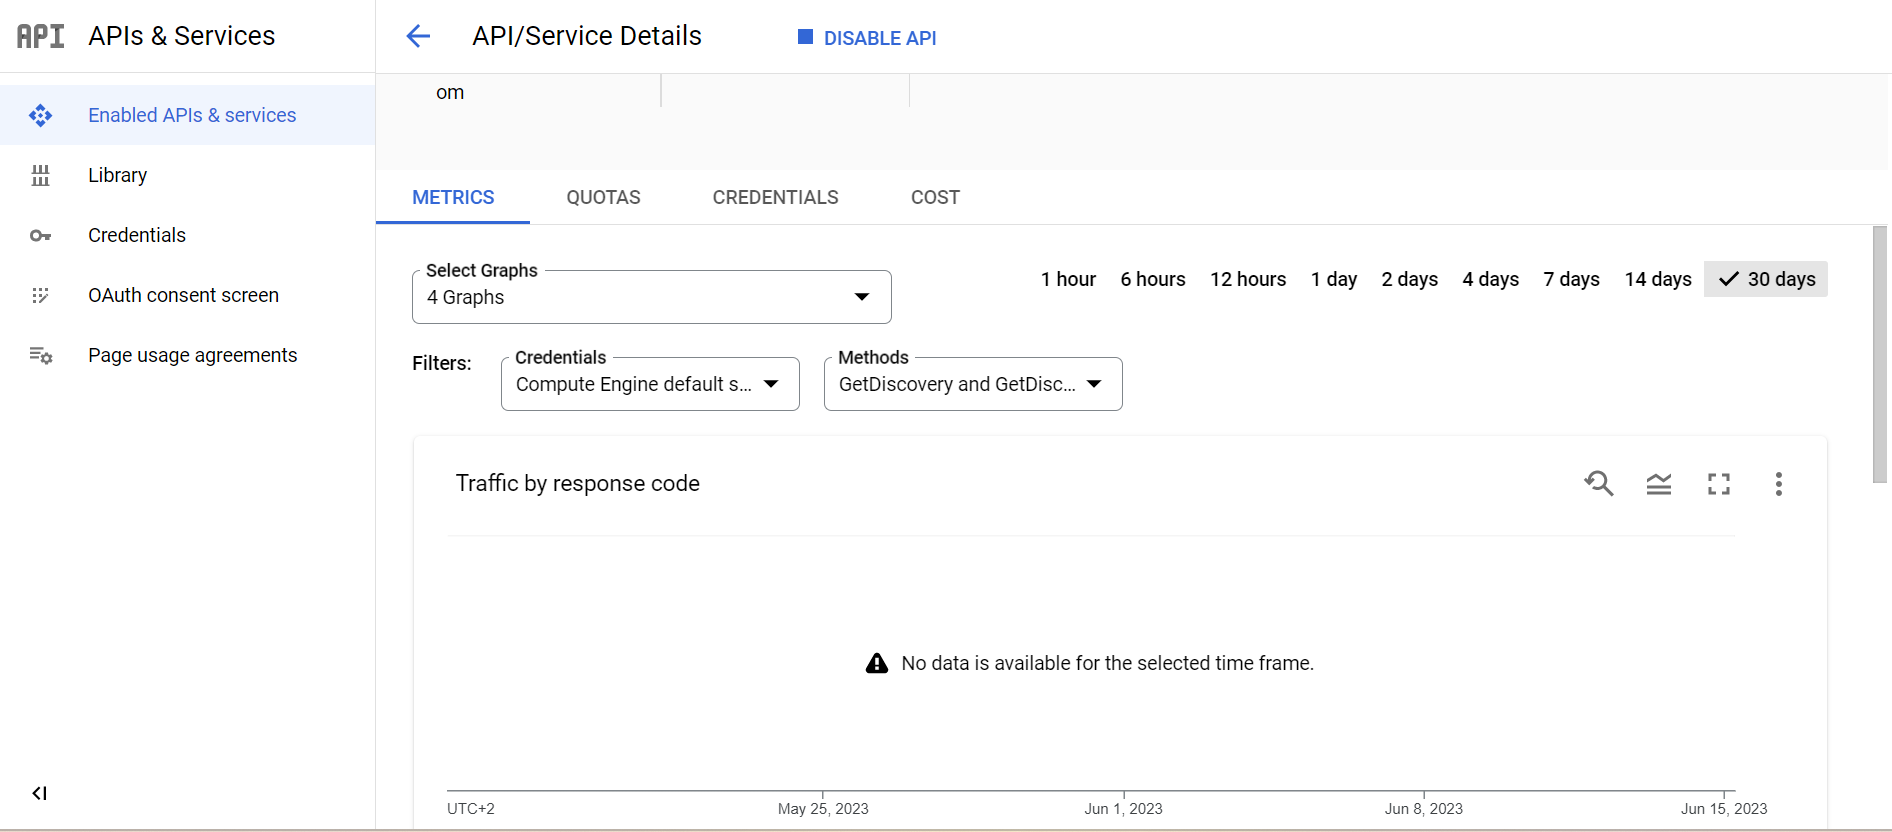 API APIs & Services
Enabled APIs & services
Library
Credentials
OAuth consent screen
Page usage agreements
API/Service Details
DISABLE API
om
METRICS QUOTAS CREDENTIALS COST
Select Graphs
4 Graphs
1 hour 6 hours 12 hours 1 day 2 days 4 days 7 days 14 days 30 days
Filters:
Credentials
Compute Engine default s...
Methods
GetDiscovery and GetDisc...
Traffic by response code
No data is available for the selected time frame.
UTC+2 May 25, 2023 Jun 1, 2023 Jun 8, 2023 Jun 15, 2023